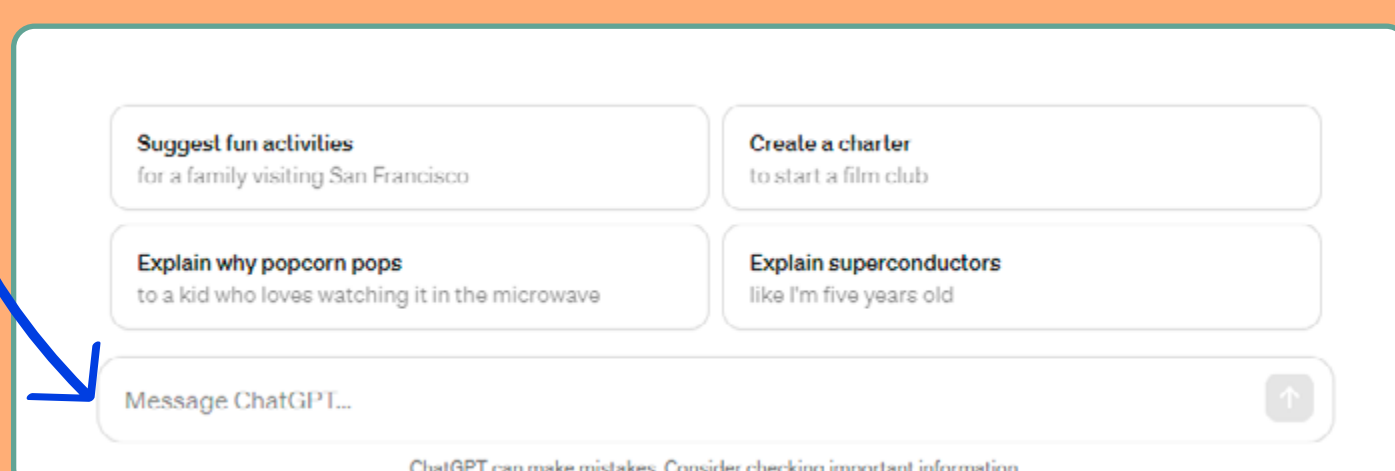 Suggest fun activities
for a family visiting San Francisco
Create a charter
to start a film club
Explain why popcorn pops
to a kid who loves watching it in the microwave
Explain superconductors
like I'm five years old
Message ChatGPT...
ChatGPT can make mistakes. Consider checking important information.